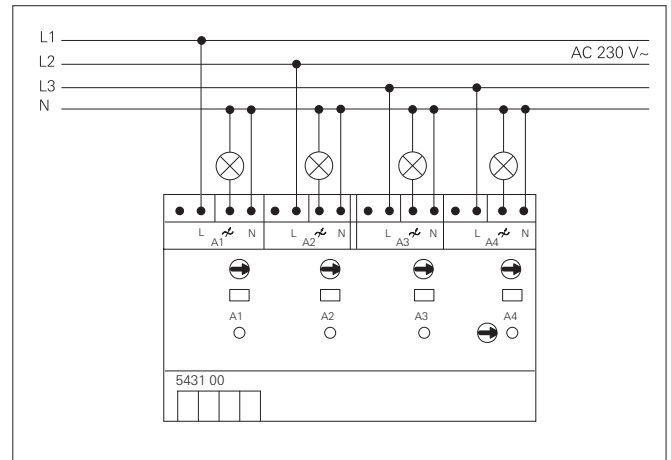 L1
AC 230 V~
L2
L3
N
L N L N L N L N
A1 A2 A3 A4
A1 A2 A3 A4
5431 00